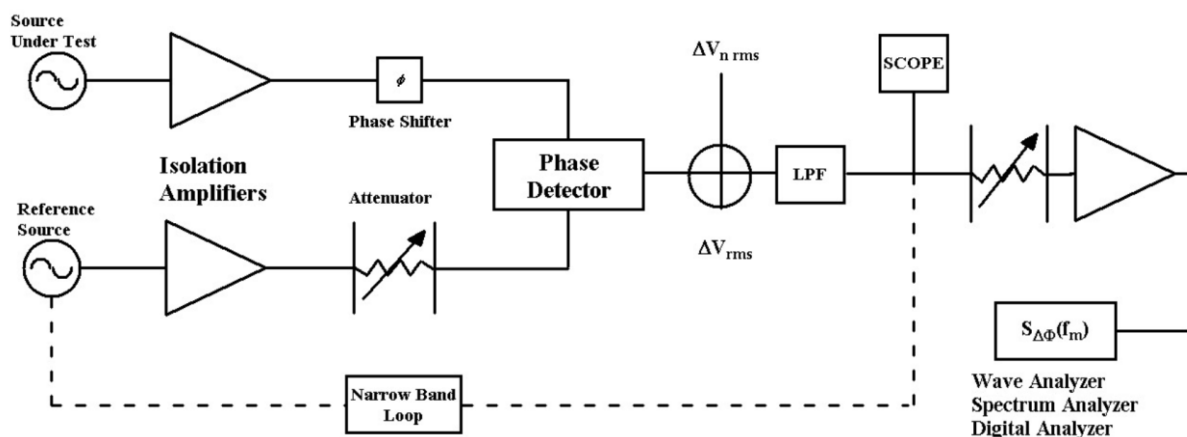 Source
Under Test
ϕ
Phase Shifter
Isolation
Amplifiers
Reference
Source
Attenuator
Phase
Detector
ΔVn rms
ΔVrms
LPF
SCOPE
Narrow Band
Loop
SΔΦ(fm)
Wave Analyzer
Spectrum Analyzer
Digital Analyzer